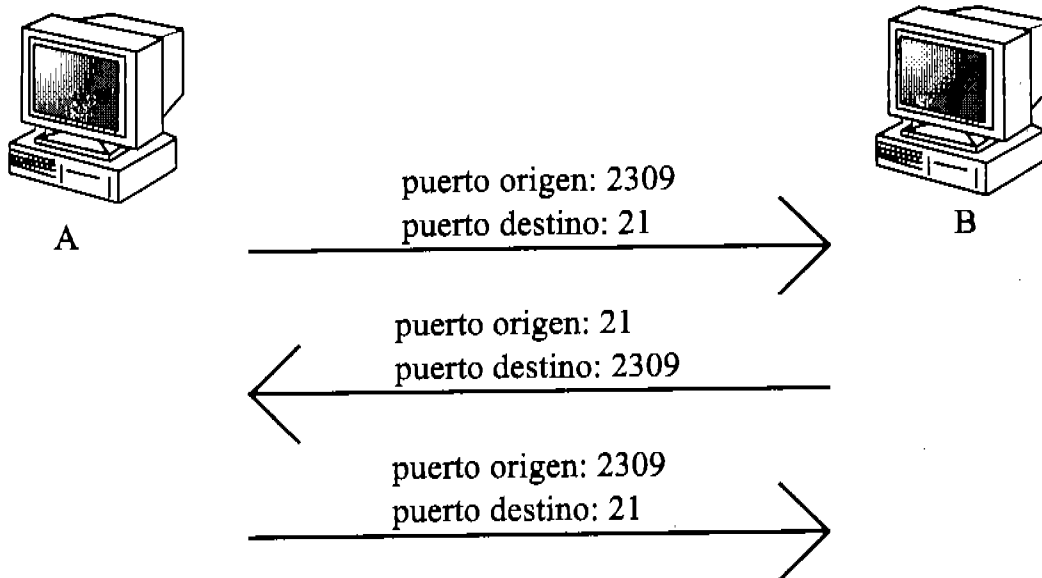 puerto origen: 2309
puerto destino: 21
A
B
puerto origen: 21
puerto destino: 2309
puerto origen: 2309
puerto destino: 21